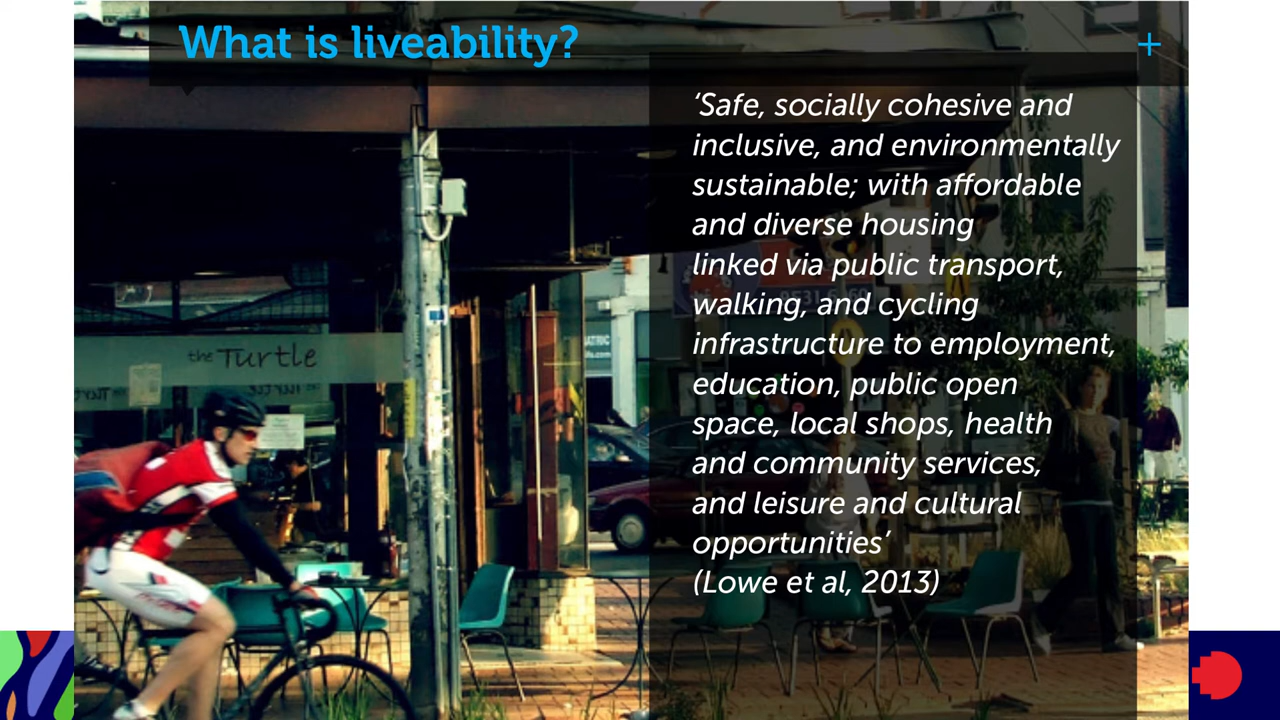 What is liveability?
+
‘Safe, socially cohesive and
inclusive, and environmentally
sustainable; with affordable
and diverse housing
linked via public transport,
walking, and cycling
infrastructure to employment,
education, public open
space, local shops, health
and community services,
and leisure and cultural
opportunities’
(Lowe et al, 2013)
the Turtle